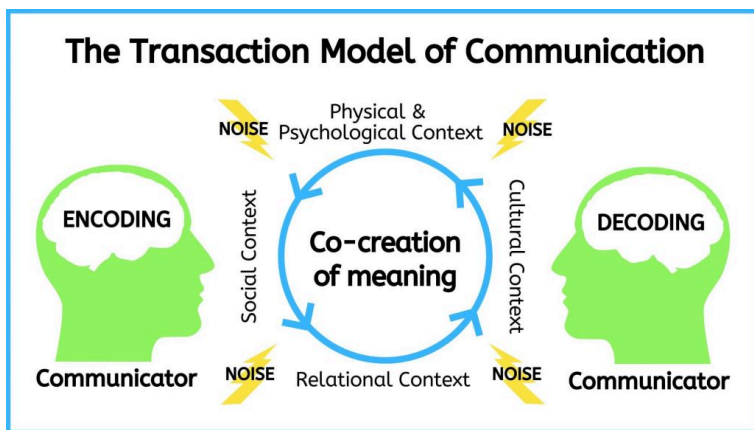 The Transaction Model of Communication
NOISE
Physical &
Psychological Context
NOISE
ENCODING
Social Context
Co-creation
of meaning
Cultural Context
DECODING
Communicator
NOISE
Relational Context
NOISE
Communicator